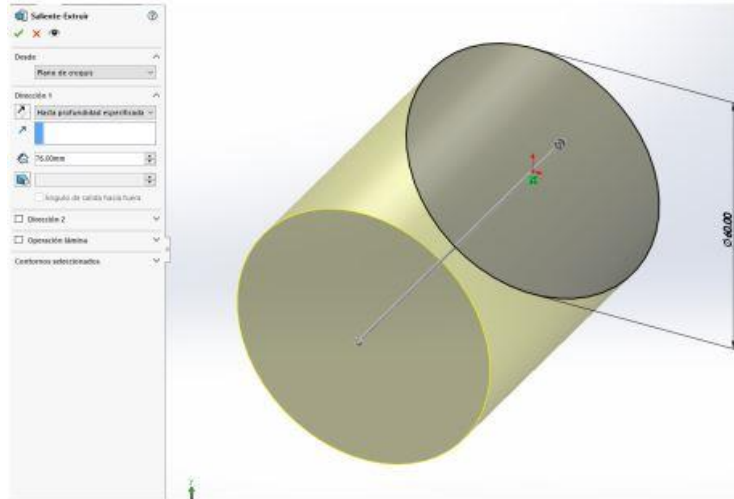 Saliente-Extruir
Desde
Plano de croquis
Dirección 1
Hasta profundidad especificada
76.00mm
Ángulo de salida hacia fuera
Dirección 2
Operación lámina
Contornos seleccionados
Ø60.00
Y